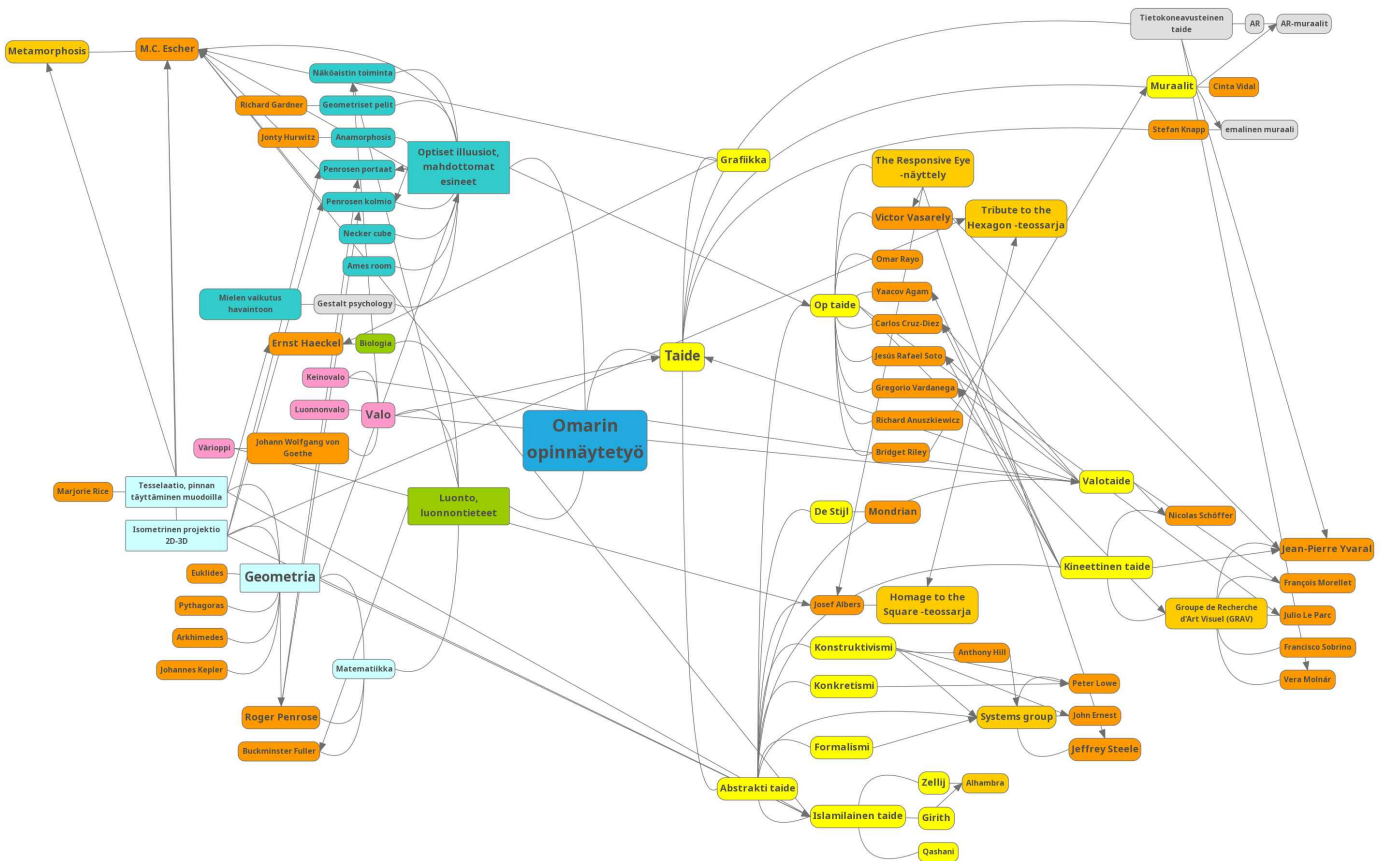 Metamorphosis
M.C. Escher
Näköaistin toiminta
Richard Gardner
Geometriset pelit
Jonty Hurwitz
Anamorphosis
Penrosen portaat
Penrosen kolmio
Necker cube
Ames room
Optiset illuusiot,
mahdottomat
esineet
Mielen vaikutus
havaintoon
Gestalt psychology
Ernst Haeckel
Biologia
Keinovalo
Luonnonvalo
Valo
Värioppi
Johann Wolfgang von
Goethe
Marjorie Rice
Tesselaatio, pinnan
täyttäminen muodoilla
Isometrinen projektio
2D-3D
Euklides
Geometria
Pythagoras
Arkhimedes
Johannes Kepler
Matematiikka
Roger Penrose
Buckminster Fuller
Luonto,
luonnontieteet
Omarin
opinnäytetyö
Taide
Grafiikka
Tietokoneavusteinen
taide
AR
AR-muraalit
Muraalit
Cinta Vidal
Stefan Knapp
emalinen muraali
The Responsive Eye
-näyttely
Victor Vasarely
Tribute to the
Hexagon -teossarja
Omar Rayo
Op taide
Yaacov Agam
Carlos Cruz-Diez
Jesús Rafael Soto
Gregorio Vardanega
Richard Anuszkiewicz
Bridget Riley
Valotaide
De Stijl
Mondrian
Nicolas Schöffer
Jean-Pierre Yvaral
Kineettinen taide
François Morellet
Josef Albers
Homage to the
Square -teossarja
Groupe de Recherche
d'Art Visuel (GRAV)
Julio Le Parc
Francisco Sobrino
Vera Molnár
Konstruktivismi
Anthony Hill
Konkretismi
Peter Lowe
Systems group
John Ernest
Formalismi
Jeffrey Steele
Abstrakti taide
Zellij
Alhambra
Islamilainen taide
Girith
Qashani